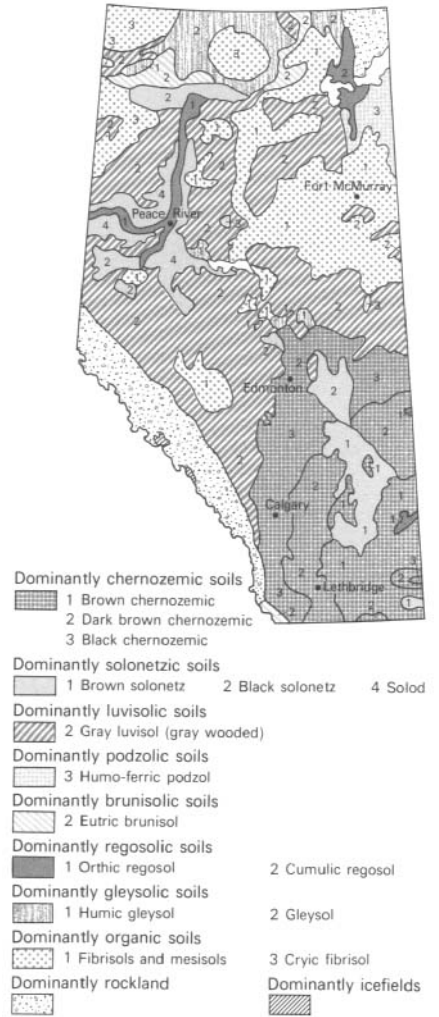 Fort McMurray
Peace River
Edmonton
Calgary
Lethbridge
Dominantly chernozemic soils
1 Brown chernozemic
2 Dark brown chernozemic
3 Black chernozemic
Dominantly solonetzic soils
1 Brown solonetz 2 Black solonetz 4 Solod
Dominantly luvisolic soils
2 Gray luvisol (gray wooded)
Dominantly podzolic soils
3 Humo-ferric podzol
Dominantly brunisolic soils
2 Eutric brunisol
Dominantly regosolic soils
1 Orthic regosol 2 Cumulic regosol
Dominantly gleysolic soils
1 Humic gleysol 2 Gleysol
Dominantly organic soils
1 Fibrisols and mesisols 3 Cryic fibrisol
Dominantly rockland Dominantly icefields